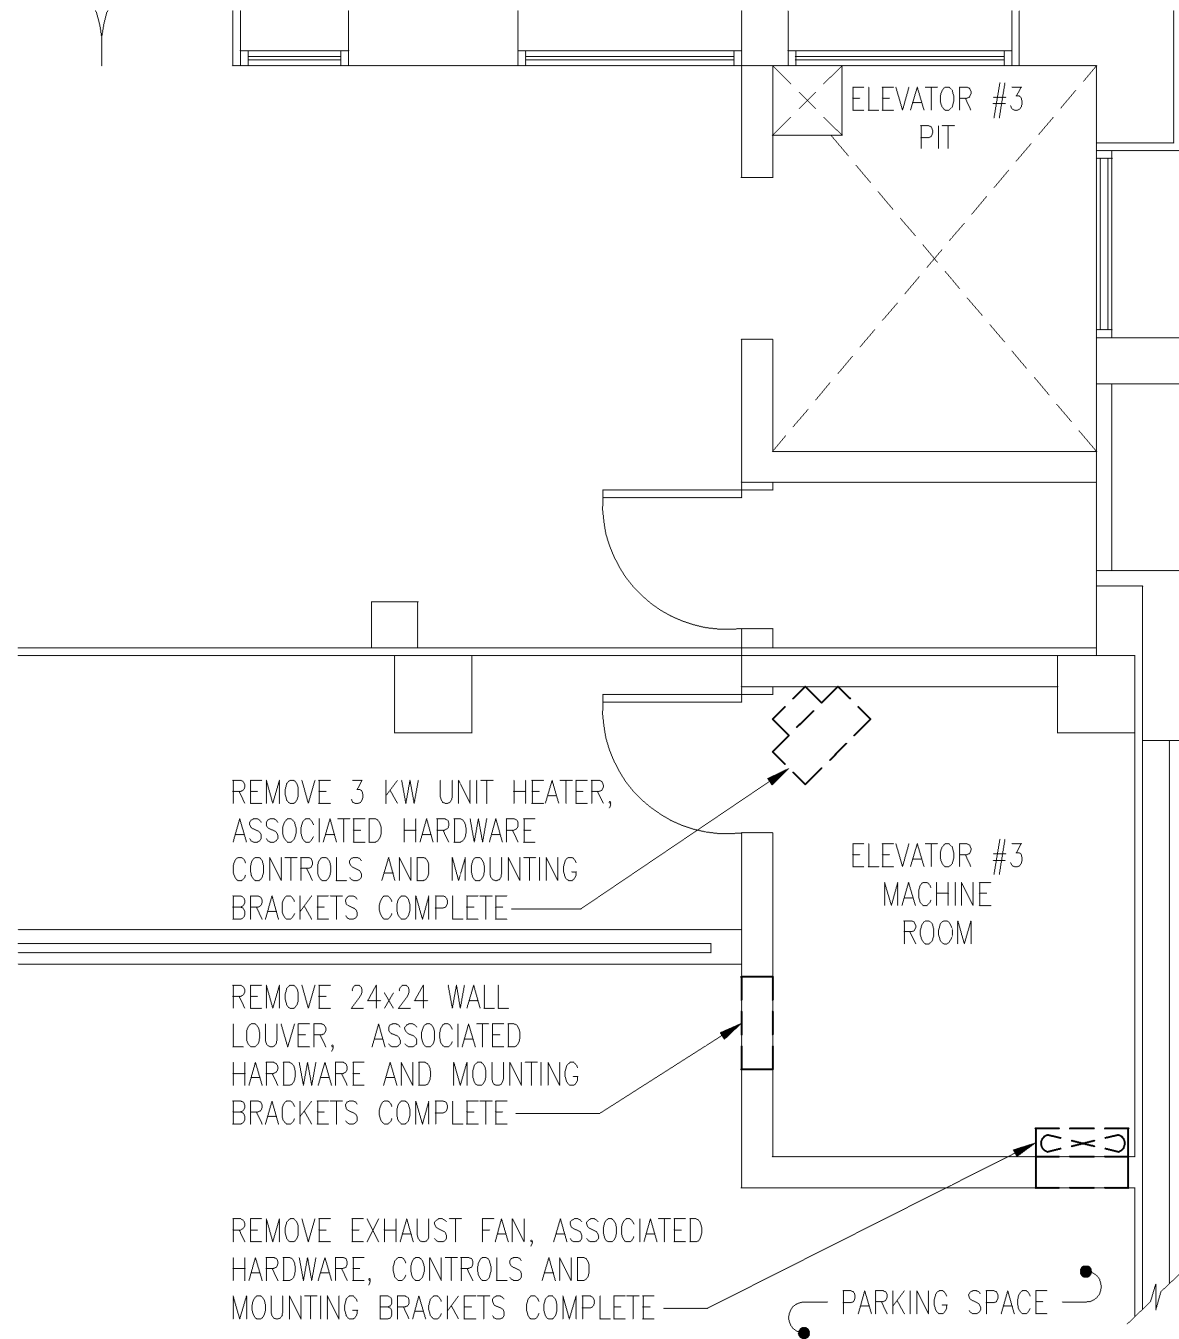 ELEVATOR #3
PIT
REMOVE 3 KW UNIT HEATER,
ASSOCIATED HARDWARE
CONTROLS AND MOUNTING
BRACKETS COMPLETE
ELEVATOR #3
MACHINE
ROOM
REMOVE 24x24 WALL
LOUVER, ASSOCIATED
HARDWARE AND MOUNTING
BRACKETS COMPLETE
REMOVE EXHAUST FAN, ASSOCIATED
HARDWARE, CONTROLS AND
MOUNTING BRACKETS COMPLETE
PARKING SPACE